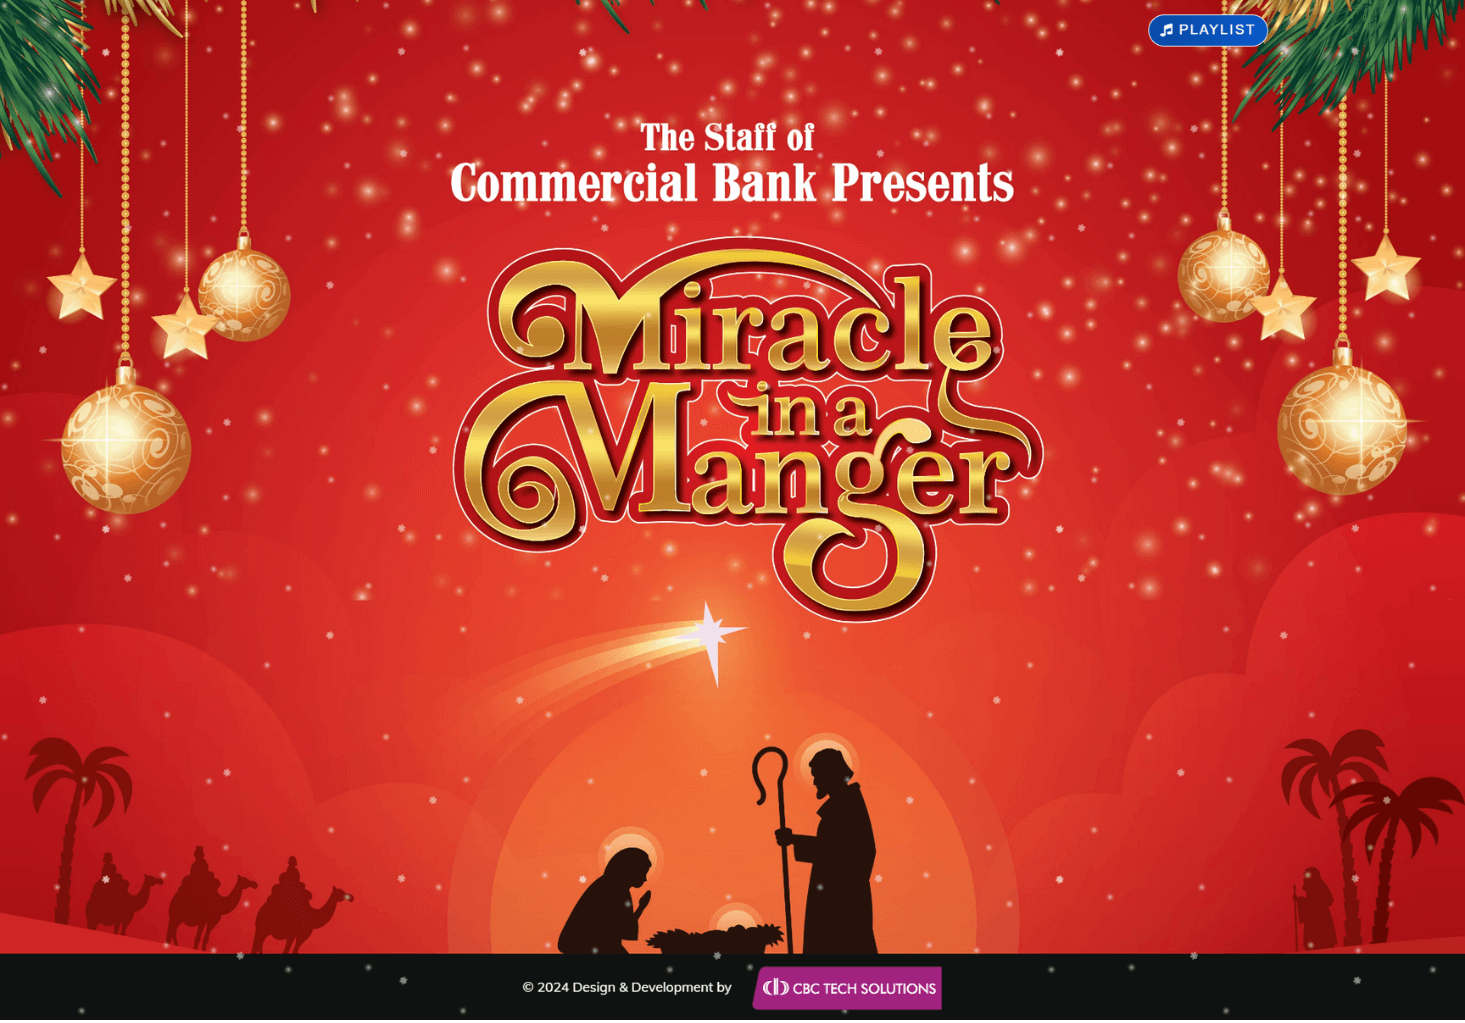 PLAYLIST
The Staff of
Commercial Bank Presents
Miracle
in a
Manger
© 2024 Design & Development by
CBC TECH SOLUTIONS